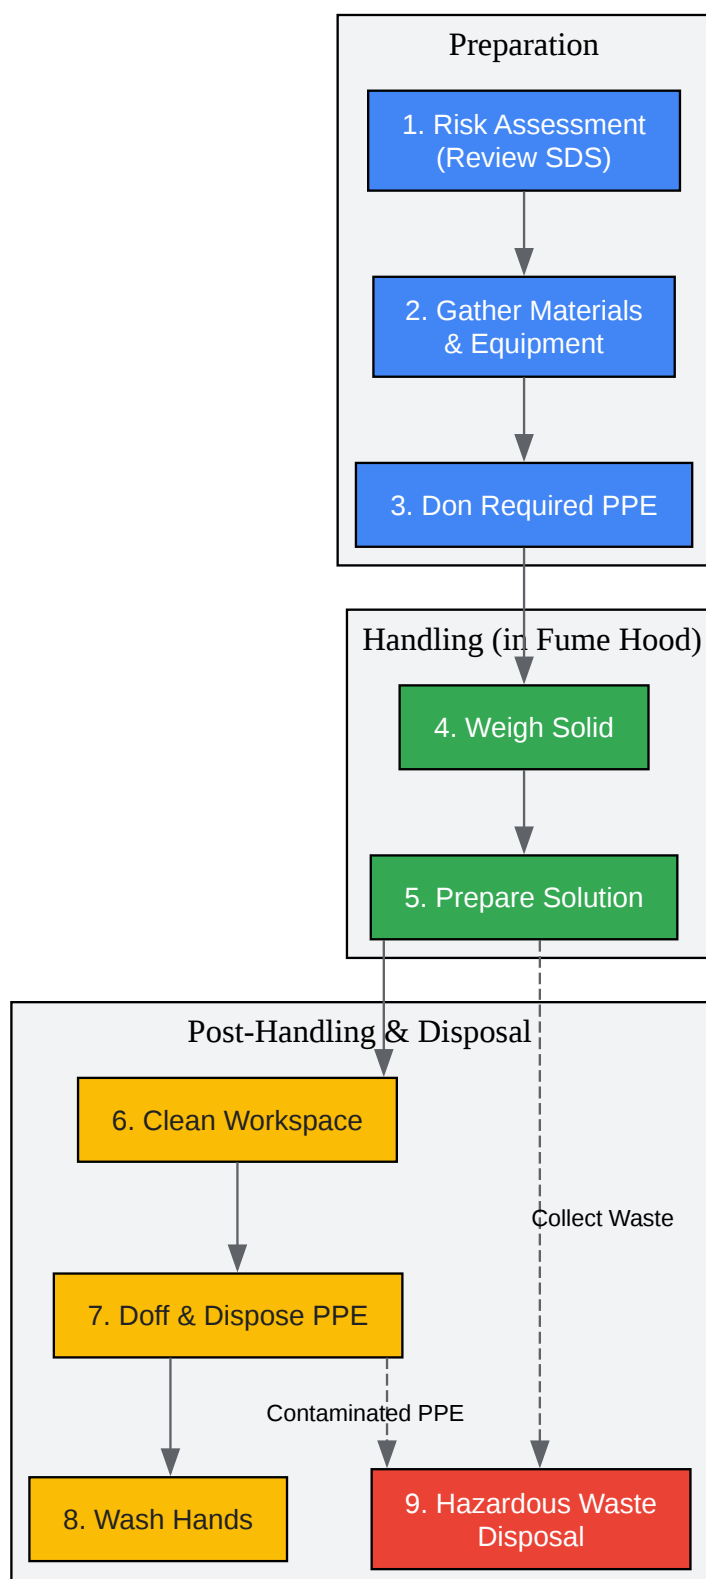 Preparation
1. Risk Assessment
(Review SDS)
2. Gather Materials
& Equipment
3. Don Required PPE
Handling (in Fume Hood)
4. Weigh Solid
5. Prepare Solution
Post-Handling & Disposal
6. Clean Workspace
Collect Waste
7. Doff & Dispose PPE
Contaminated PPE
8. Wash Hands
9. Hazardous Waste
Disposal